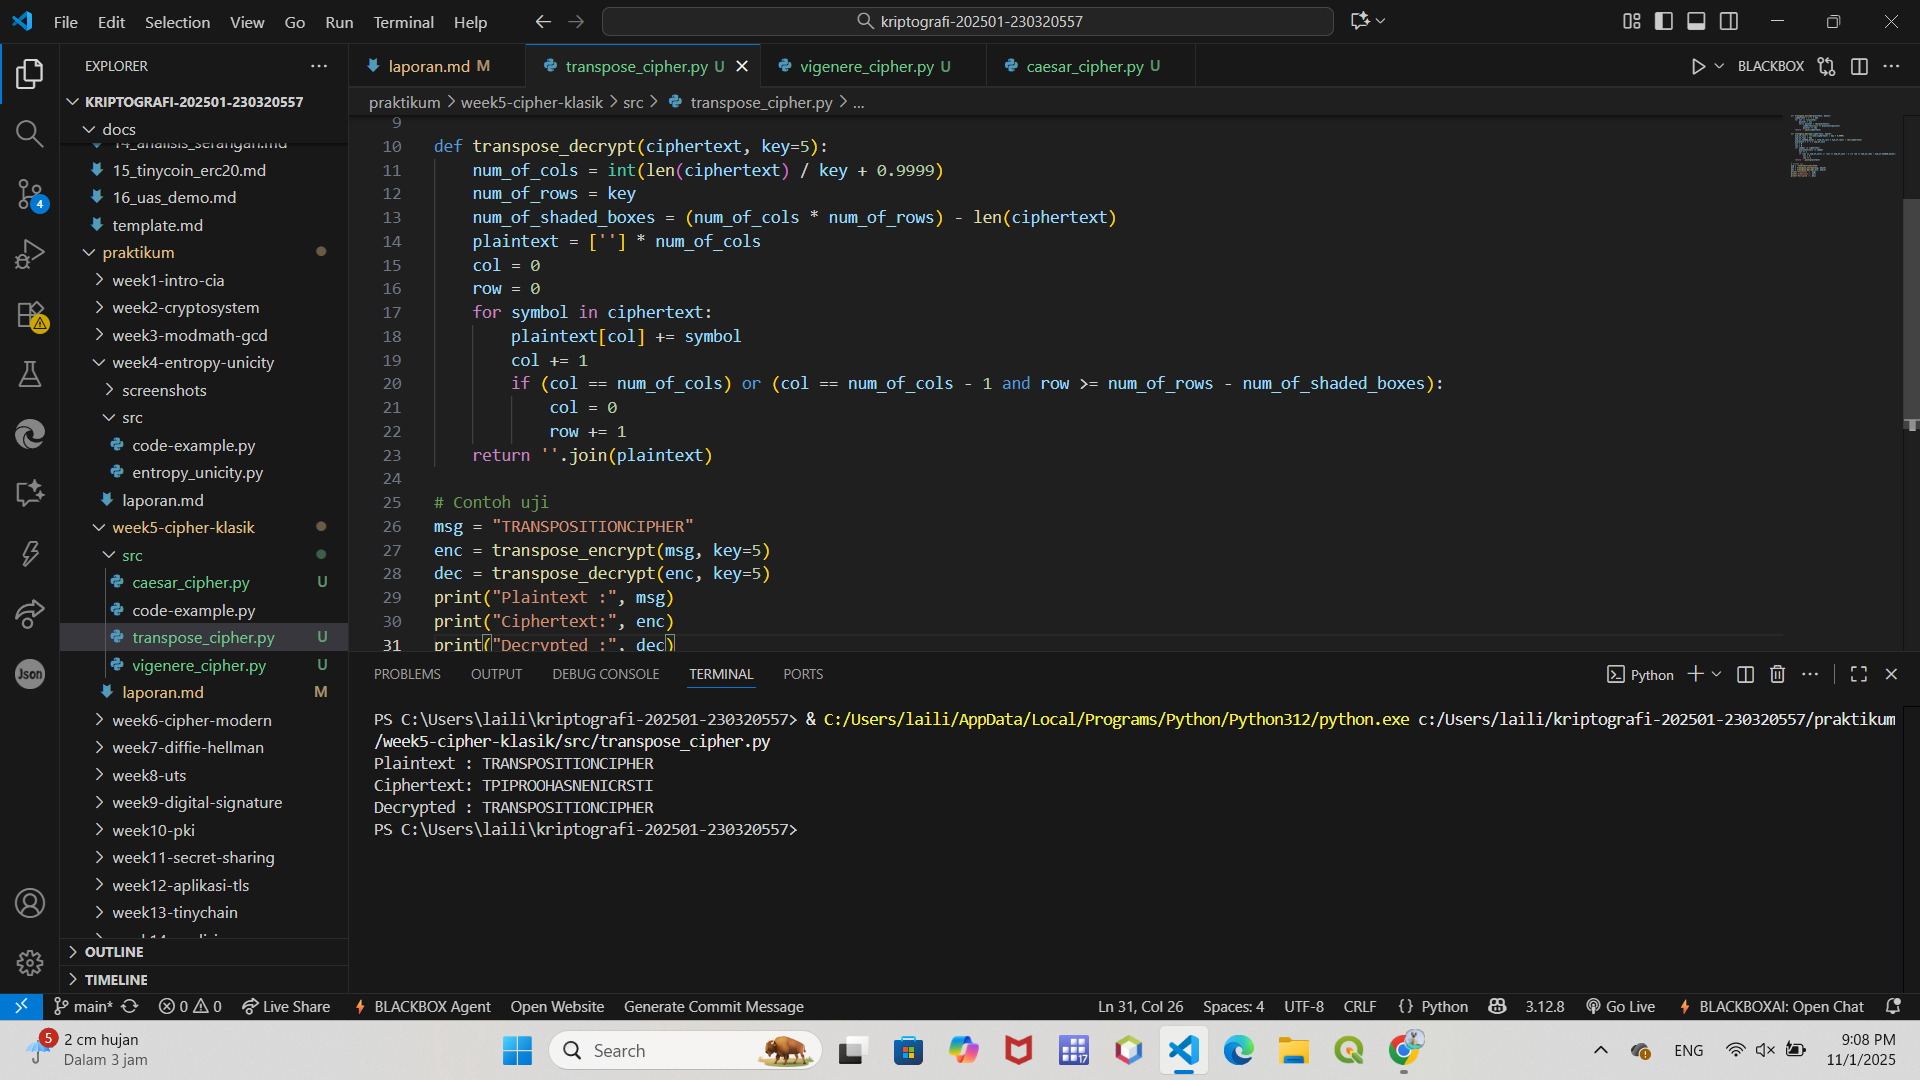 File Edit Selection View Go Run Terminal Help
kriptografi-202501-230320557
EXPLORER
KRIPTOGRAFI-202501-230320557
docs
14_analisis_serangan.md
15_tinycoin_erc20.md
16_uas_demo.md
template.md
praktikum
week1-intro-cia
week2-cryptosystem
week3-modmath-gcd
week4-entropy-unicity
screenshots
src
code-example.py
entropy_unicity.py
laporan.md
week5-cipher-klasik
src
caesar_cipher.py U
code-example.py
transpose_cipher.py U
vigenere_cipher.py U
laporan.md M
week6-cipher-modern
week7-diffie-hellman
week8-uts
week9-digital-signature
week10-pki
week11-secret-sharing
week12-aplikasi-tls
week13-tinychain
OUTLINE
TIMELINE
4
Json
laporan.md M transpose_cipher.py U vigenere_cipher.py U caesar_cipher.py U
BLACKBOX
praktikum > week5-cipher-klasik > src > transpose_cipher.py > ...
9
10 def transpose_decrypt(ciphertext, key=5):
11 num_of_cols = int(len(ciphertext) / key + 0.9999)
12 num_of_rows = key
13 num_of_shaded_boxes = (num_of_cols * num_of_rows) - len(ciphertext)
14 plaintext = [''] * num_of_cols
15 col = 0
16 row = 0
17 for symbol in ciphertext:
18 plaintext[col] += symbol
19 col += 1
20 if (col == num_of_cols) or (col == num_of_cols - 1 and row >= num_of_rows - num_of_shaded_boxes):
21 col = 0
22 row += 1
23 return ''.join(plaintext)
24
25 # Contoh uji
26 msg = "TRANSPOSITIONCIPHER"
27 enc = transpose_encrypt(msg, key=5)
28 dec = transpose_decrypt(enc, key=5)
29 print("Plaintext :", msg)
30 print("Ciphertext:", enc)
31 print("Decrypted :", dec)
PROBLEMS OUTPUT DEBUG CONSOLE TERMINAL PORTS
Python
PS C:\Users\laili\kriptografi-202501-230320557> & C:/Users/laili/AppData/Local/Programs/Python/Python312/python.exe c:/Users/laili/kriptografi-202501-230320557/praktikum
/week5-cipher-klasik/src/transpose_cipher.py
Plaintext : TRANSPOSITIONCIPHER
Ciphertext: TPIPROOHASNENICRSTI
Decrypted : TRANSPOSITIONCIPHER
PS C:\Users\laili\kriptografi-202501-230320557>
main* 0 0 Live Share BLACKBOX Agent Open Website Generate Commit Message
Ln 31, Col 26 Spaces: 4 UTF-8 CRLF {} Python 3.12.8 Go Live BLACKBOXAI: Open Chat
5
2 cm hujan
Dalam 3 jam
Search
17
ENG
9:08 PM
11/1/2025